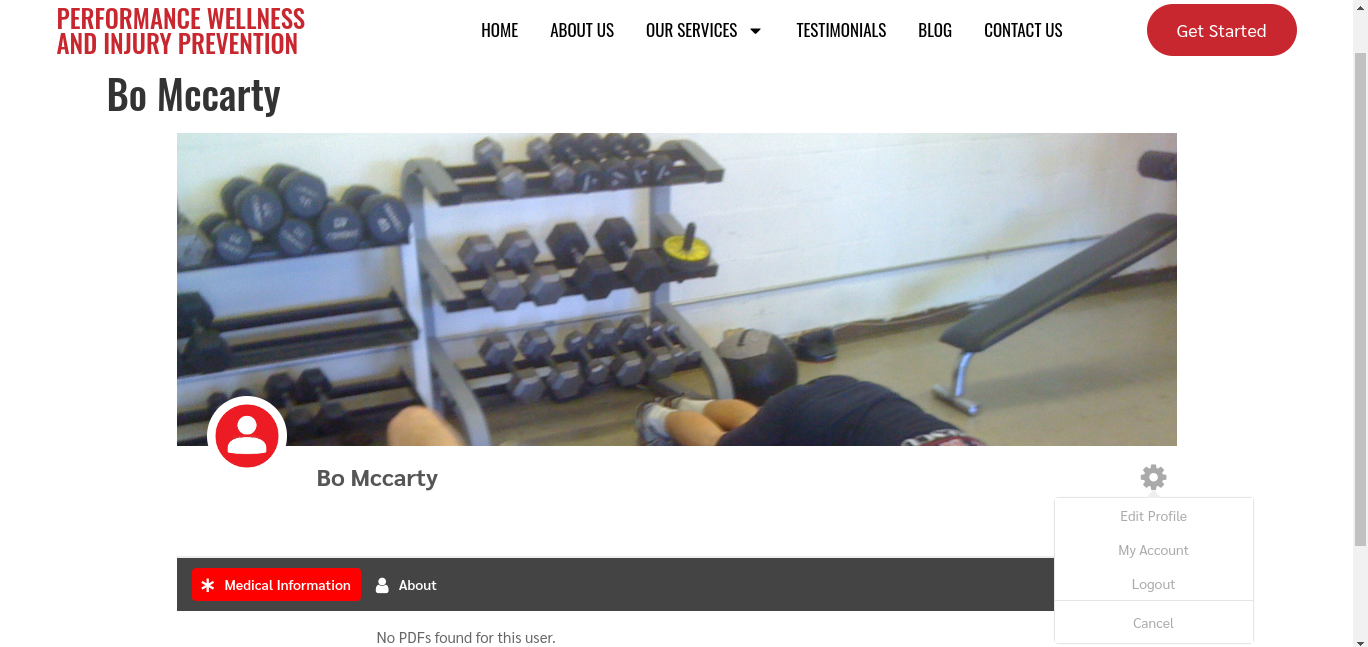 PERFORMANCE WELLNESS
AND INJURY PREVENTION
HOME ABOUT US OUR SERVICES TESTIMONIALS BLOG CONTACT US
Get Started
Bo Mccarty
Bo Mccarty
Edit Profile
My Account
Logout
Cancel
Medical Information About
No PDFs found for this user.